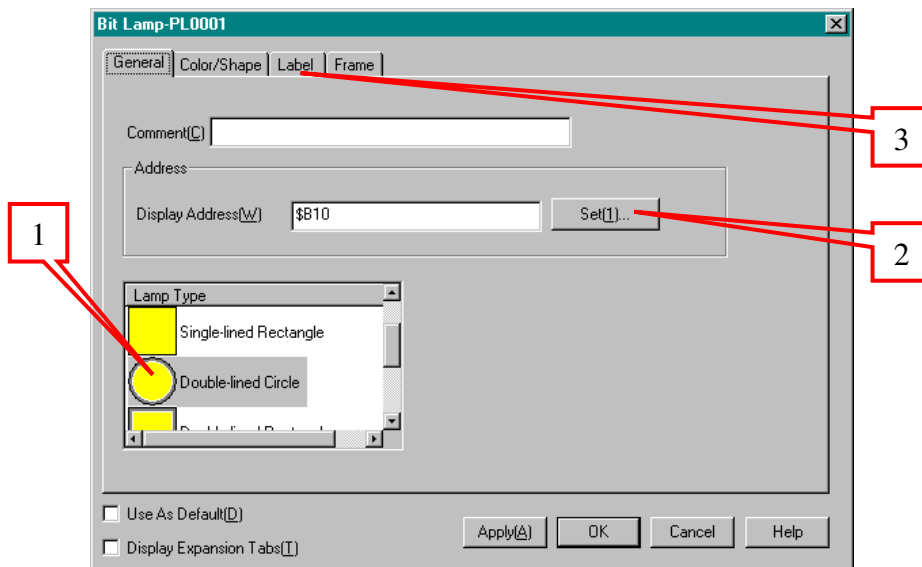 Bit Lamp-PL0001
General Color/Shape Label Frame
3
Comment(C)
Address
Display Address(W) $B10 Set(1)...
1
2
Lamp Type
Single-lined Rectangle
Double-lined Circle
Use As Default(D)
Apply(A) OK Cancel Help
Display Expansion Tabs(T)